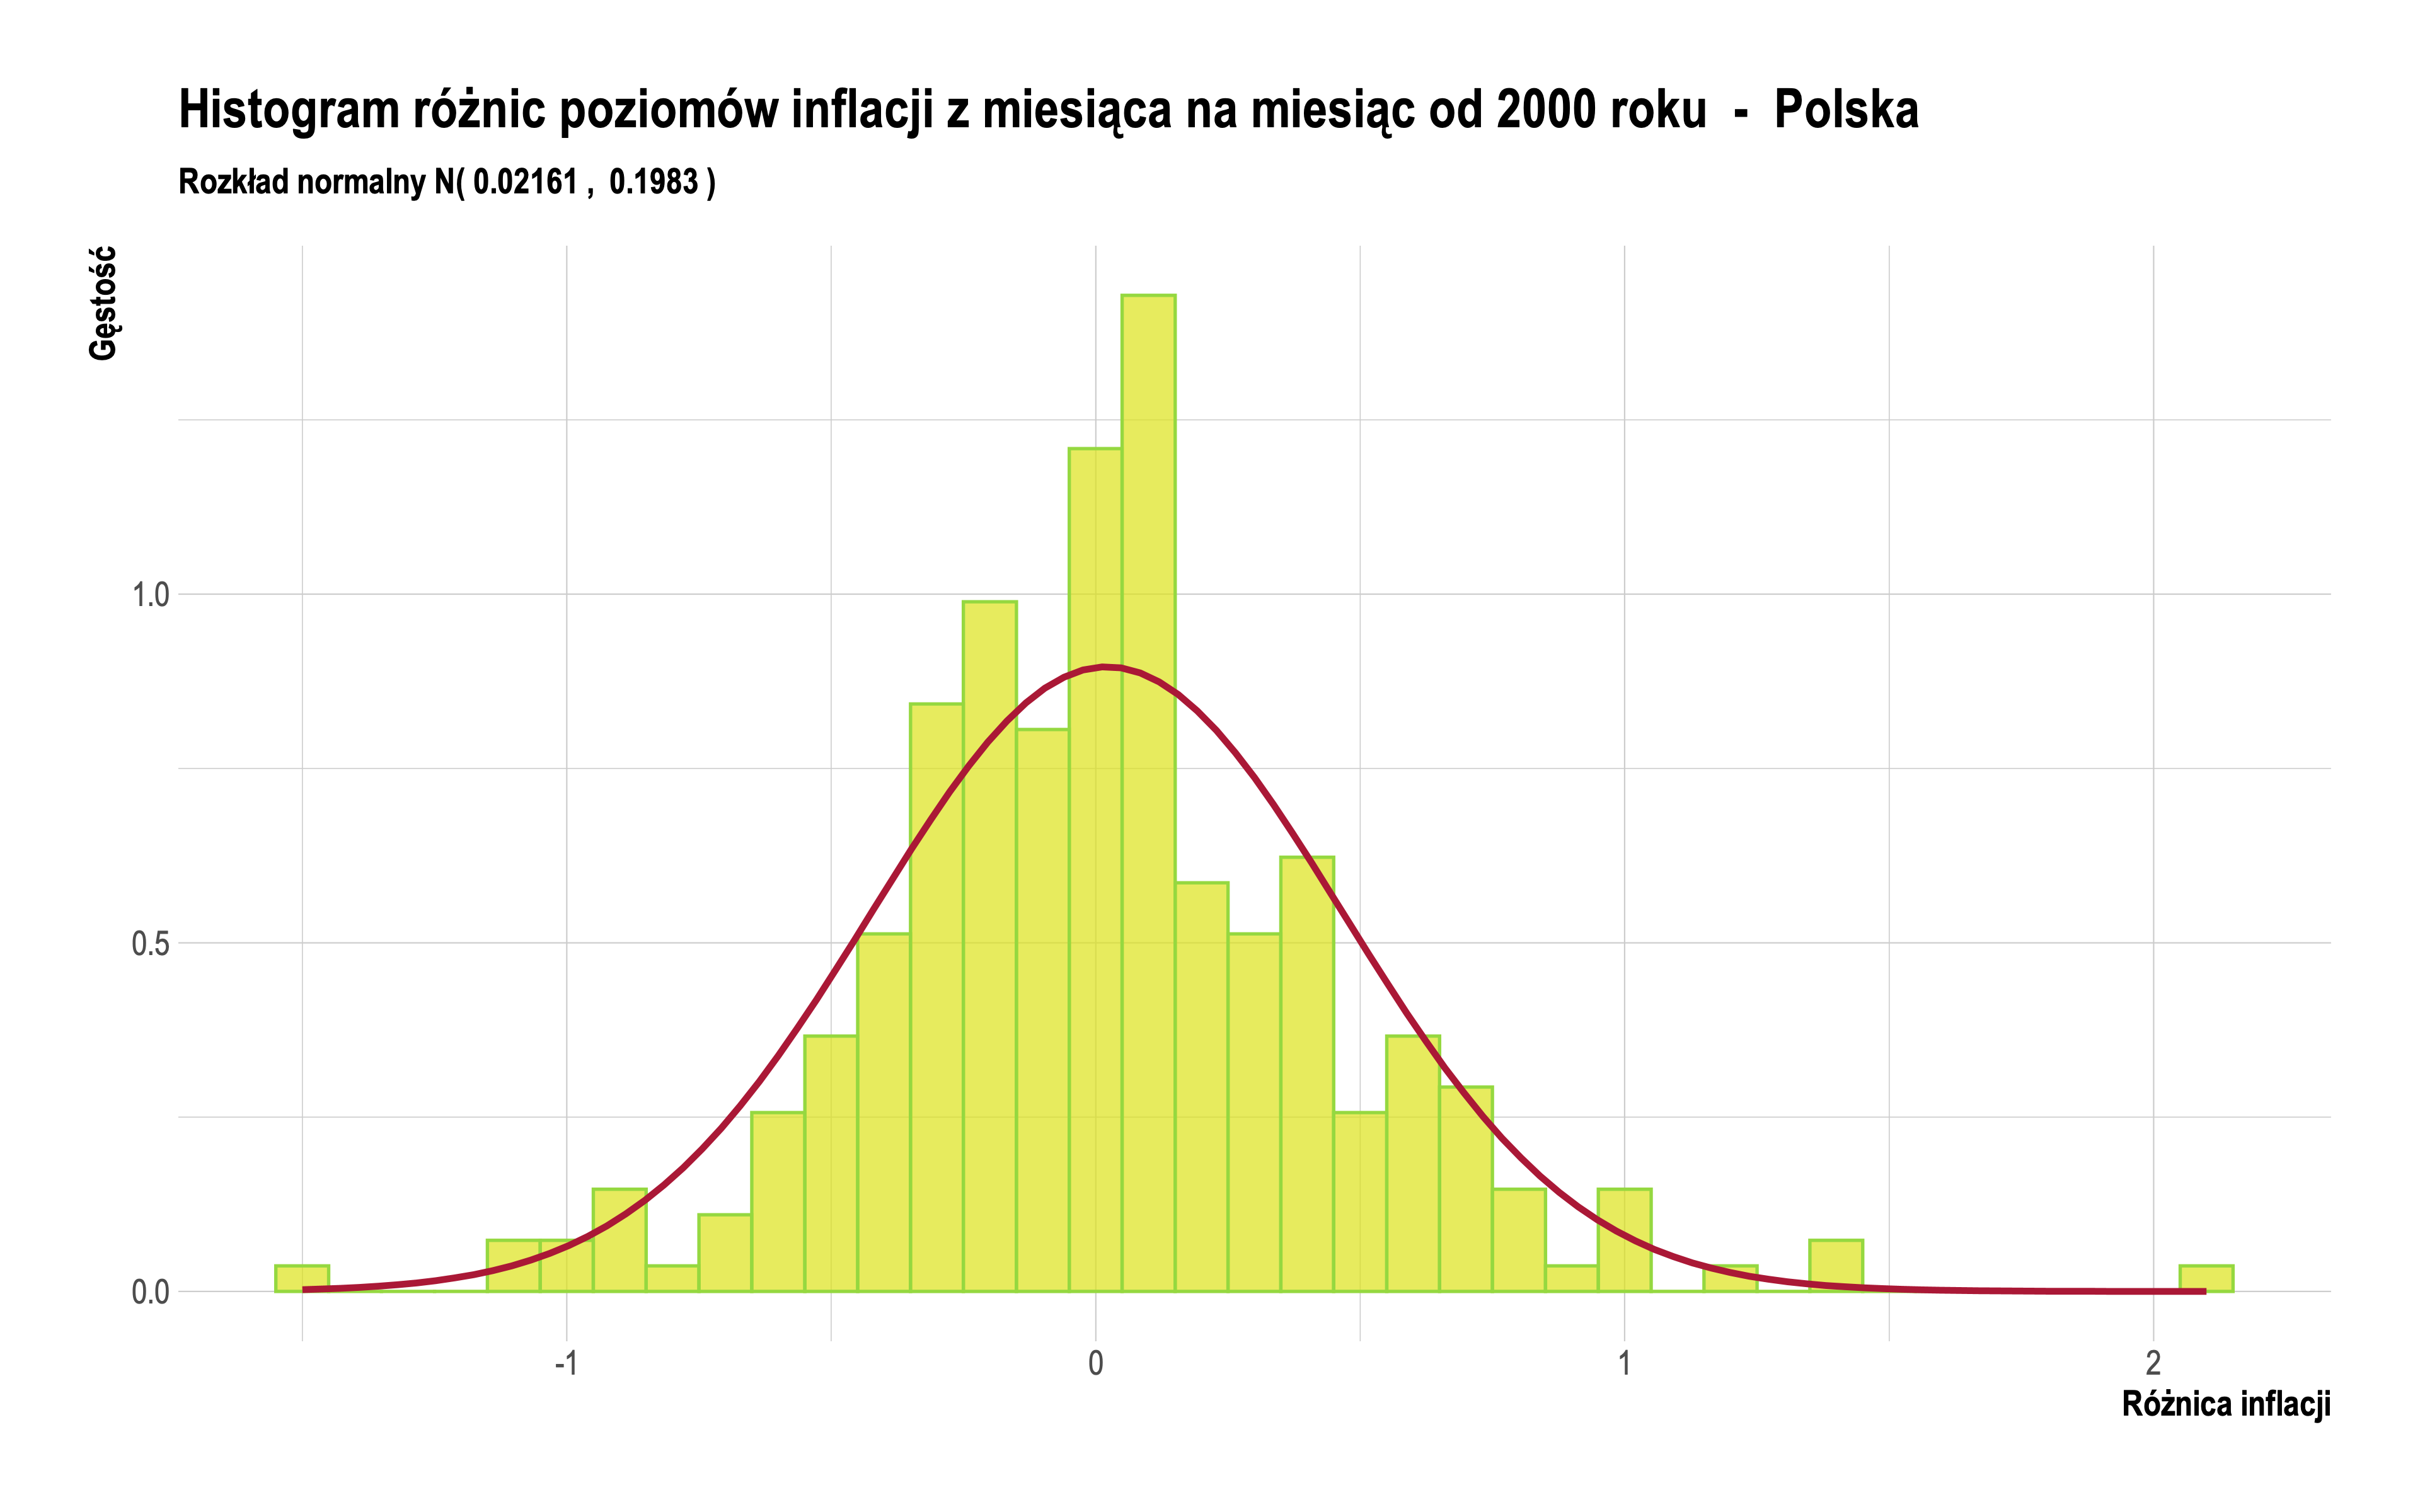 Histogram różnic poziomów inflacji z miesiąca na miesiąc od 2000 roku - Polska
Rozkład normalny N( 0.02161 , 0.1983 )
Gęstość
1.0
0.5
0.0
-1 0 1 2
Różnica inflacji